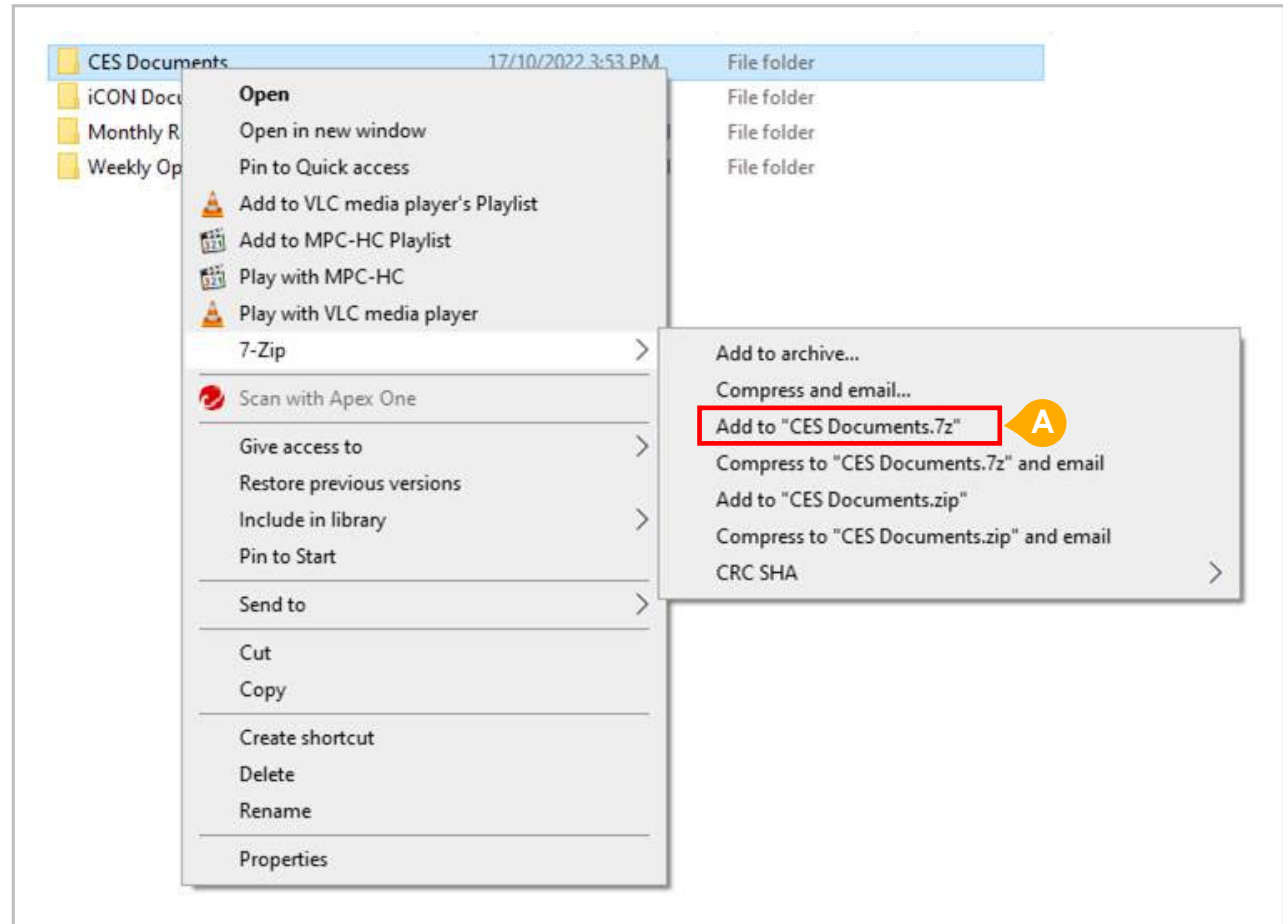 CES Documents 17/10/2022 3:53 PM File folder
iCON Docu File folder
Monthly R File folder
Weekly Op File folder
Open
Open in new window
Pin to Quick access
Add to VLC media player's Playlist
Add to MPC-HC Playlist
Play with MPC-HC
Play with VLC media player
7-Zip
Scan with Apex One
Give access to
Restore previous versions
Include in library
Pin to Start
Send to
Cut
Copy
Create shortcut
Delete
Rename
Properties
Add to archive...
Compress and email...
Add to "CES Documents.7z"
A
Compress to "CES Documents.7z" and email
Add to "CES Documents.zip"
Compress to "CES Documents.zip" and email
CRC SHA